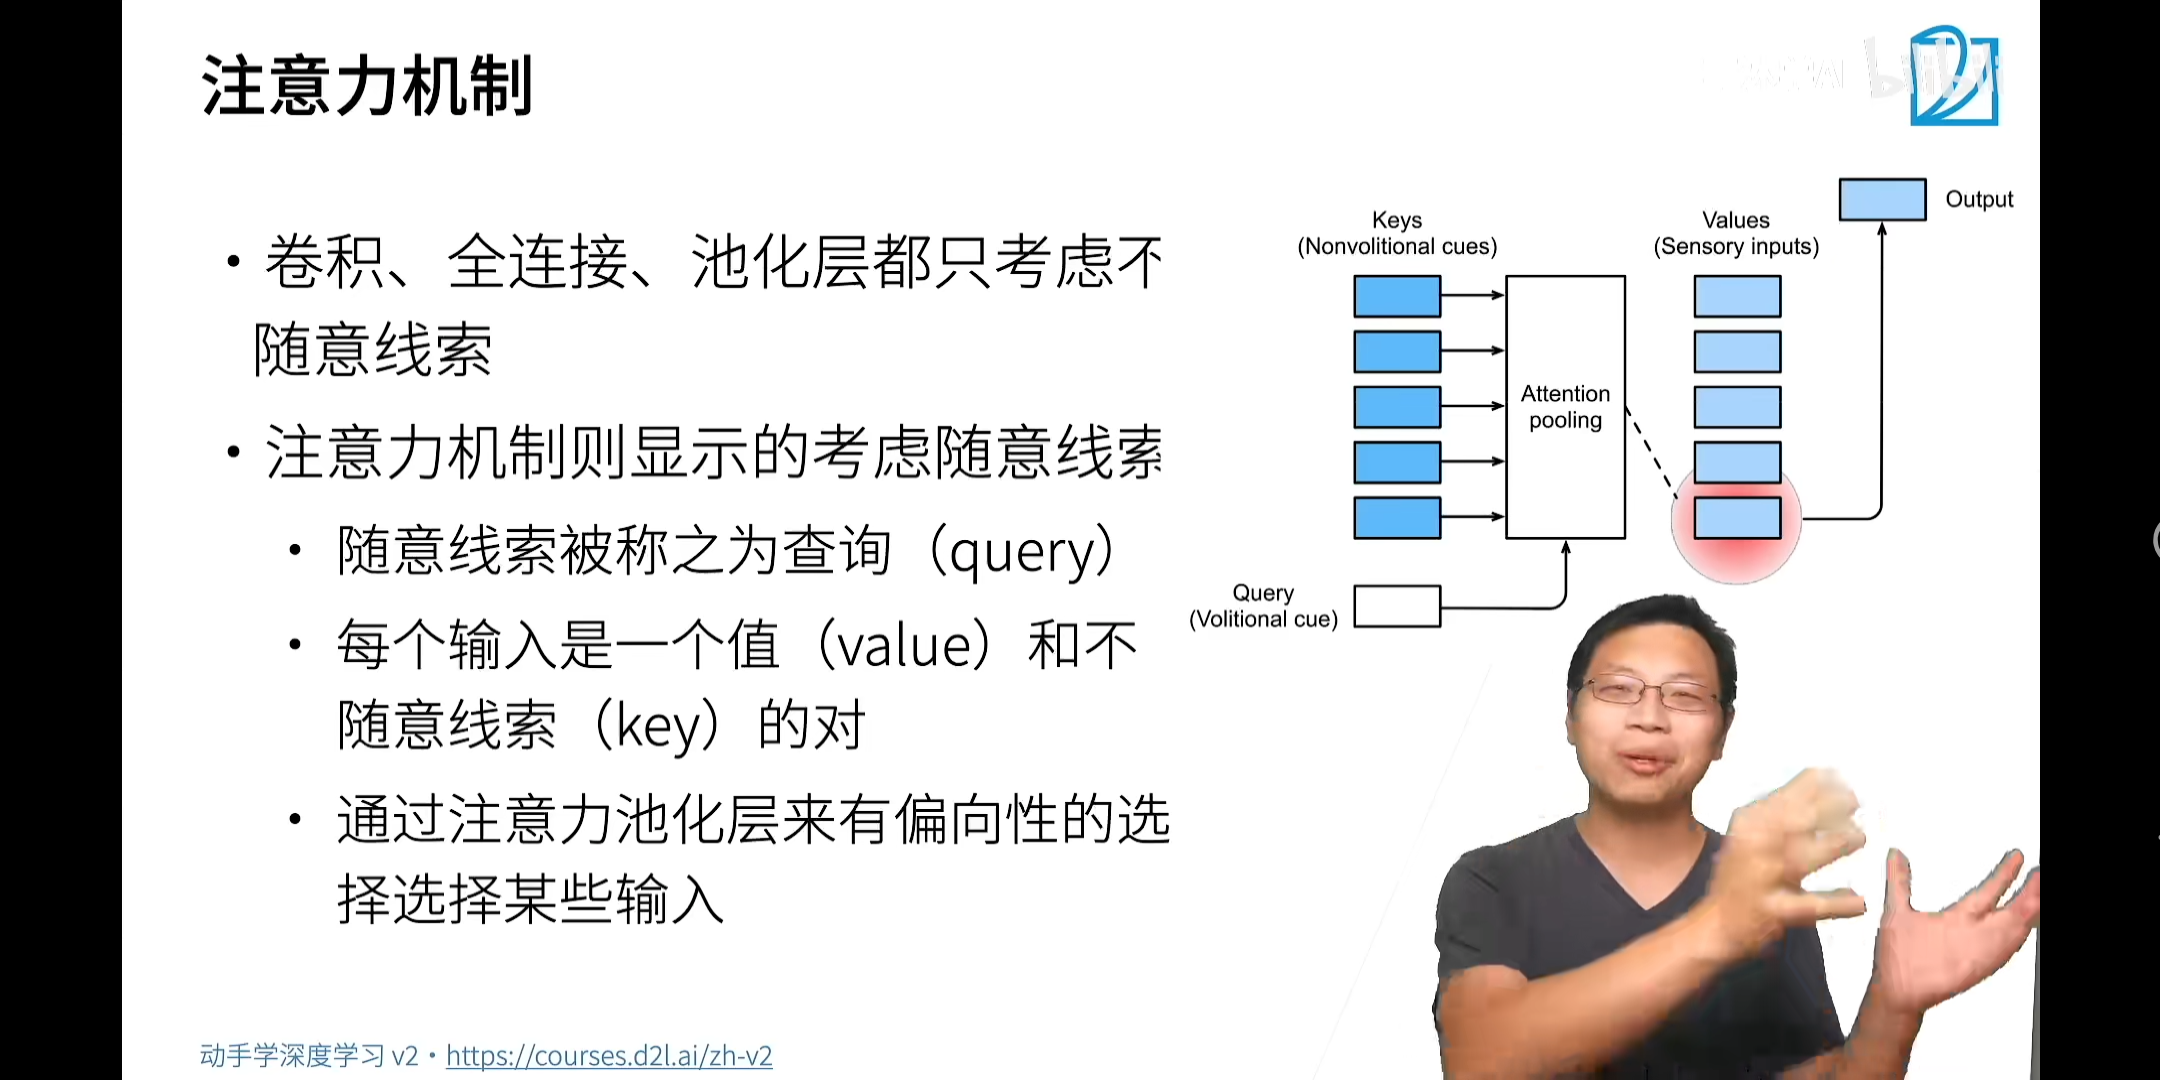 注意力机制
bilibili
• 卷积、全连接、池化层都只考虑不
随意线索
• 注意力机制则显示的考虑随意线索
• 随意线索被称之为查询（query）
• 每个输入是一个值（value）和不
随意线索（key）的对
• 通过注意力池化层来有偏向性的选
择选择某些输入
Output
Keys
(Nonvolitional cues)
Values
(Sensory inputs)
Attention
pooling
Query
(Volitional cue)
动手学深度学习 v2 • https://courses.d2l.ai/zh-v2